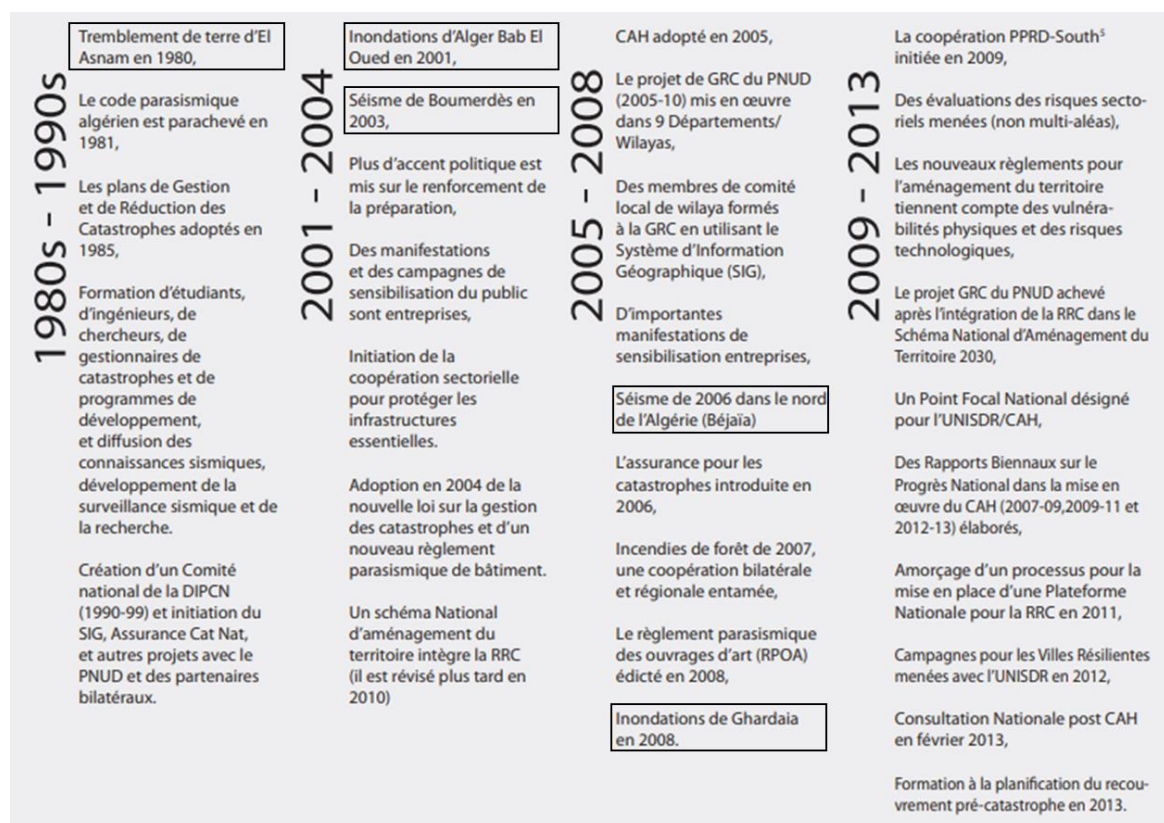 1980s - 1990s
Tremblement de terre d’El
Asnam en 1980,
Le code parasismique
algérien est parachevé en
1981,
Les plans de Gestion
et de Réduction des
Catastrophes adoptés en
1985,
Formation d’étudiants,
d’ingénieurs, de
chercheurs, de
gestionnaires de
catastrophes et de
programmes de
développement,
et diffusion des
connaissances sismiques,
développement de la
surveillance sismique et de
la recherche.
Création d’un Comité
national de la DIPCN
(1990-99) et initiation du
SIG, Assurance Cat Nat,
et autres projets avec le
PNUD et des partenaires
bilatéraux.
2001 - 2004
Inondations d’Alger Bab El
Oued en 2001,
Séisme de Boumerdès en
2003,
Plus d’accent politique est
mis sur le renforcement de
la préparation,
Des manifestations
et des campagnes de
sensibilisation du public
sont entreprises,
Initiation de la
coopération sectorielle
pour protéger les
infrastructures
essentielles.
Adoption en 2004 de la
nouvelle loi sur la gestion
des catastrophes et d’un
nouveau règlement
parasismique de bâtiment.
Un schéma National
d’aménagement du
territoire intègre la RRC
(il est révisé plus tard en
2010)
2005 - 2008
CAH adopté en 2005,
Le projet de GRC du PNUD
(2005-10) mis en œuvre
dans 9 Départements/
Wilayas,
Des membres de comité
local de wilaya formés
à la GRC en utilisant le
Système d’Information
Géographique (SIG),
D’importantes
manifestations de
sensibilisation entreprises,
Séisme de 2006 dans le nord
de l’Algérie (Béjaïa)
L’assurance pour les
catastrophes introduite en
2006,
Incendies de forêt de 2007,
une coopération bilatérale
et régionale entamée,
Le règlement parasismique
des ouvrages d’art (RPOA)
édicté en 2008,
Inondations de Ghardaia
en 2008.
2009 - 2013
La coopération PPRD-South⁵
initiée en 2009,
Des évaluations des risques secto-
riels menées (non multi-aléas),
Les nouveaux règlements pour
l’aménagement du territoire
tiennent compte des vulnéra-
bilités physiques et des risques
technologiques,
Le projet GRC du PNUD achevé
après l’intégration de la RRC dans le
Schéma National d’Aménagement du
Territoire 2030,
Un Point Focal National désigné
pour l’UNISDR/CAH,
Des Rapports Biennaux sur le
Progrès National dans la mise en
œuvre du CAH (2007-09,2009-11 et
2012-13) élaborés,
Amorçage d’un processus pour la
mise en place d’une Plateforme
Nationale pour la RRC en 2011,
Campagnes pour les Villes Résilientes
menées avec l’UNISDR en 2012,
Consultation Nationale post CAH
en février 2013,
Formation à la planification du recou-
vrement pré-catastrophe en 2013.